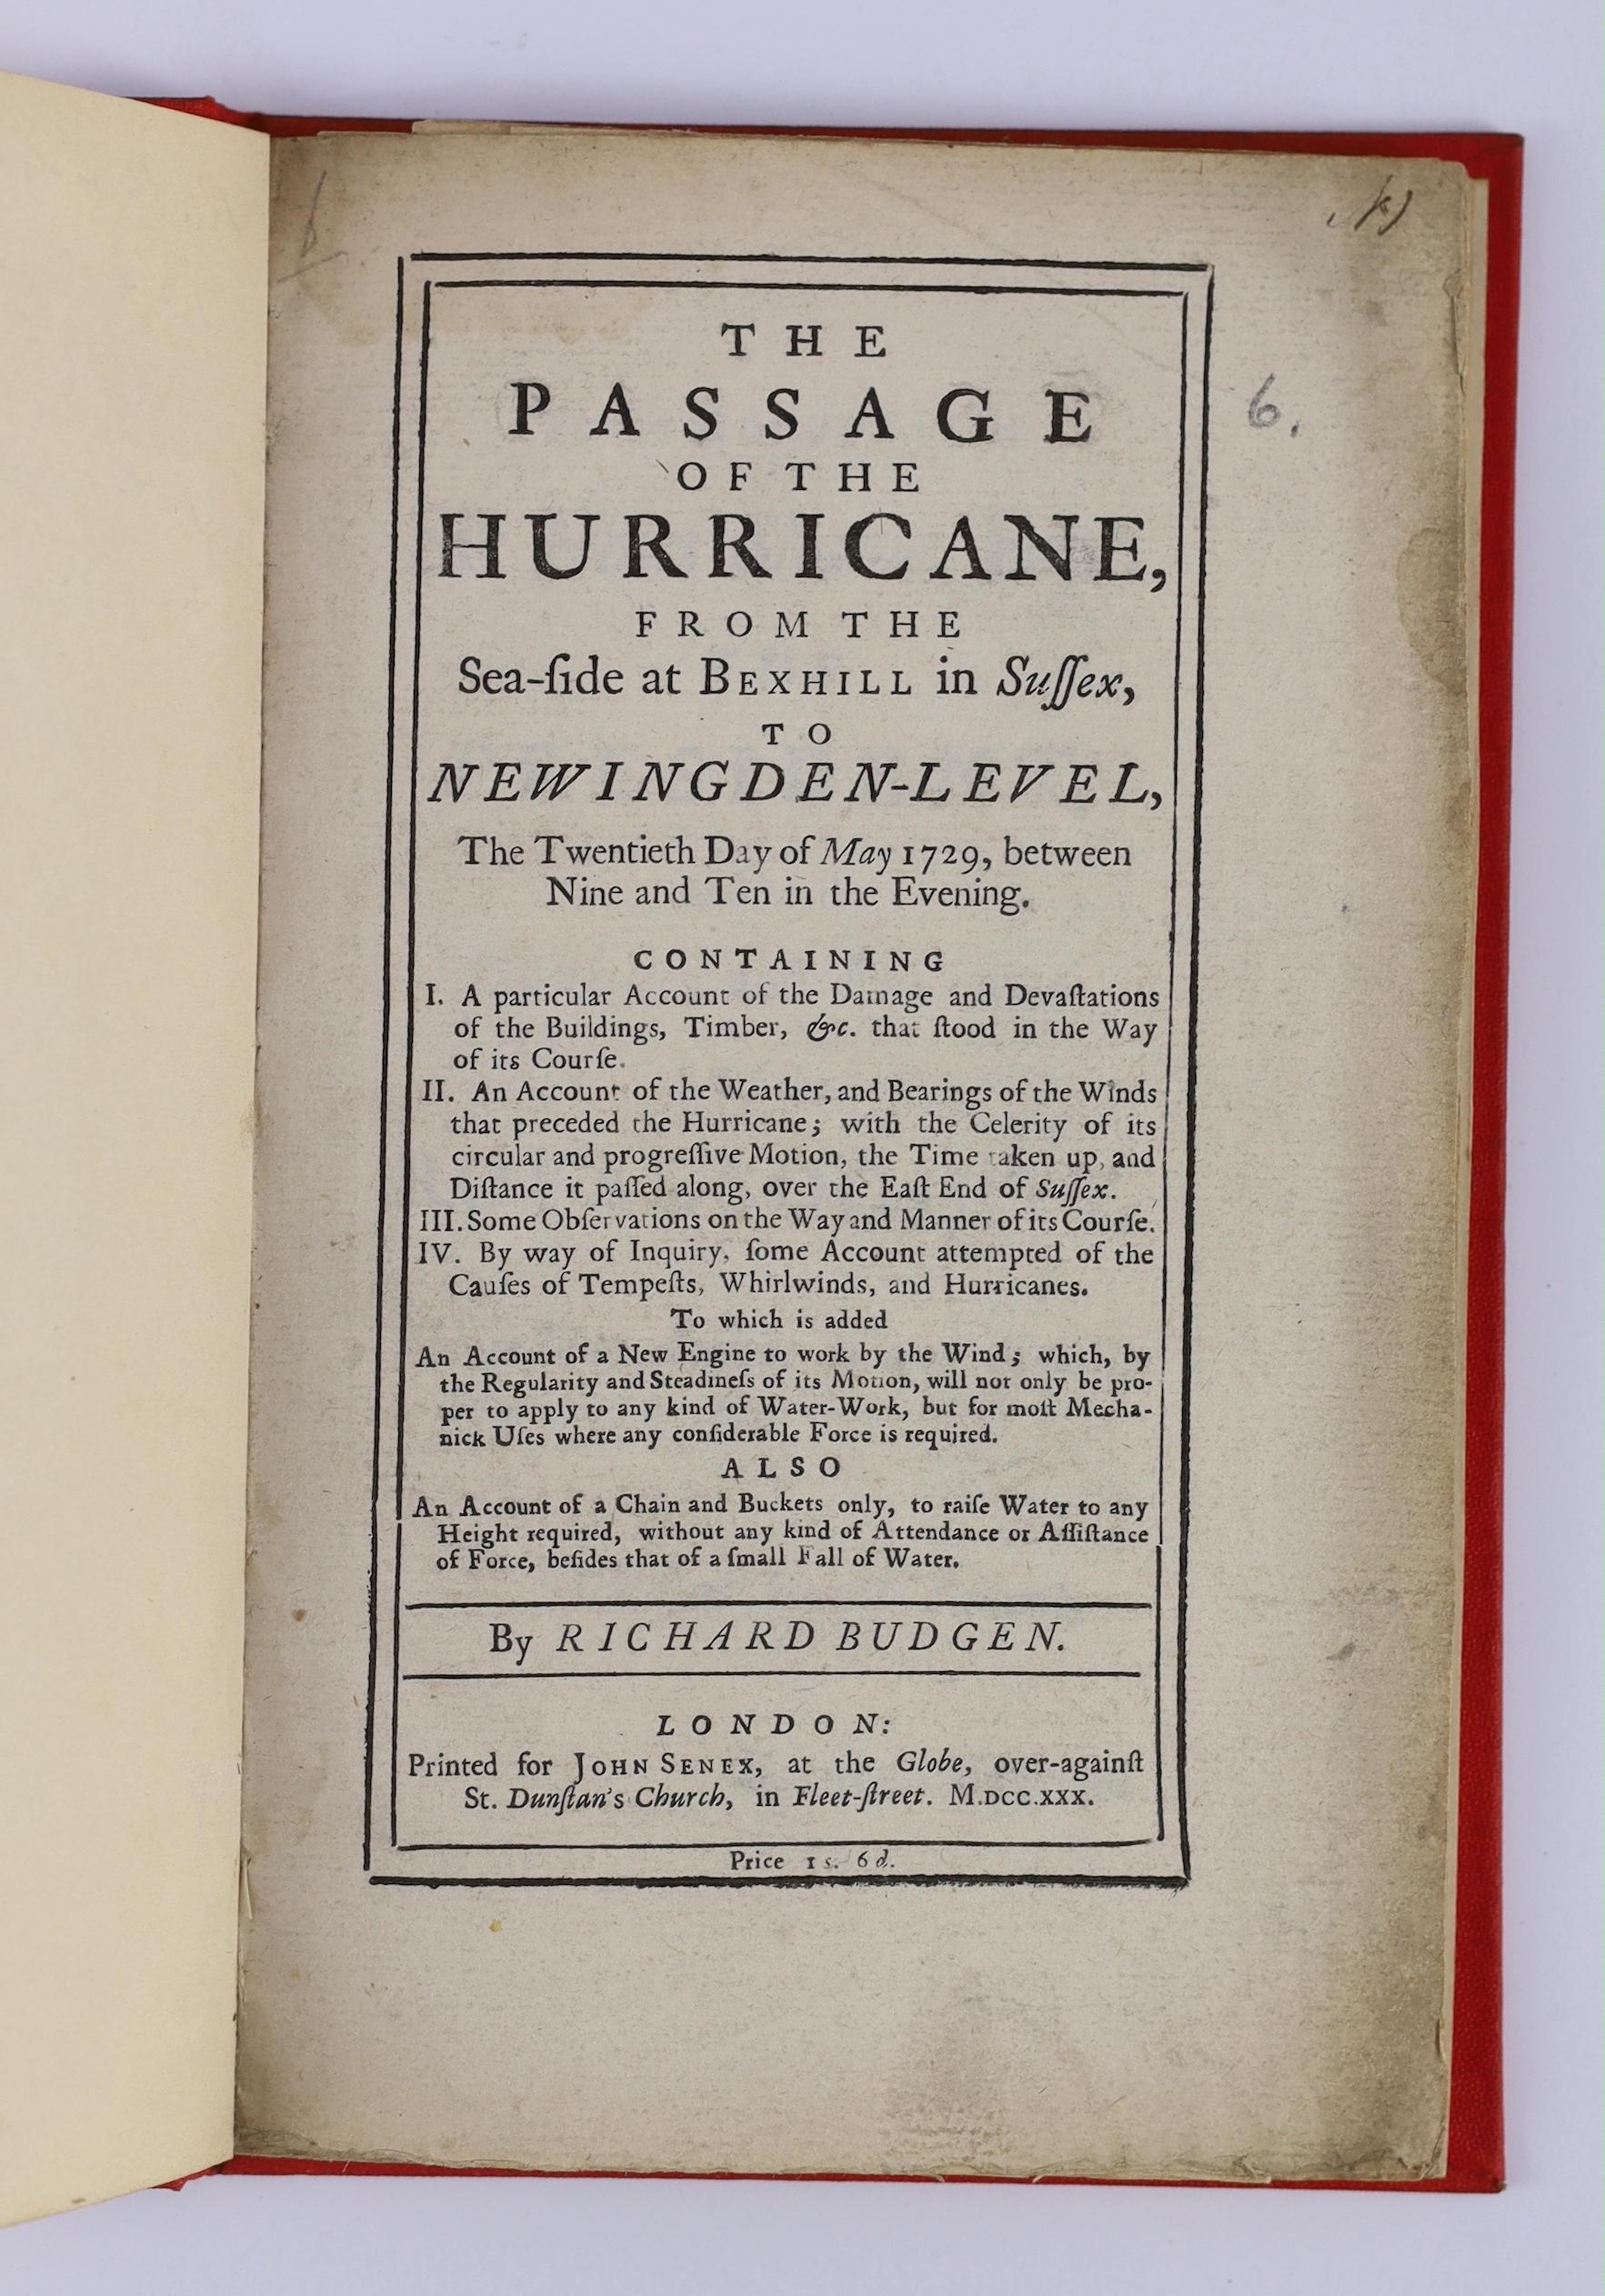 6.
THE
PASSAGE
OF THE
HURRICANE,
FROM THE
Sea-ſide at BEXHILL in Suſſex,
TO
NEWINGDEN-LEVEL,
The Twentieth Day of May 1729, between
Nine and Ten in the Evening.
CONTAINING
I. A particular Account of the Damage and Devaſtations
of the Buildings, Timber, &c. that ſtood in the Way
of its Courſe.
II. An Account of the Weather, and Bearings of the Winds
that preceded the Hurricane; with the Celerity of its
circular and progreſſive Motion, the Time taken up, and
Diſtance it paſſed along, over the Eaſt End of Suſſex.
III. Some Obſervations on the Way and Manner of its Courſe.
IV. By way of Inquiry, ſome Account attempted of the
Cauſes of Tempeſts, Whirlwinds, and Hurricanes.
To which is added
An Account of a New Engine to work by the Wind; which, by
the Regularity and Steadineſs of its Motion, will not only be pro-
per to apply to any kind of Water-Work, but for moſt Mecha-
nick Uſes where any conſiderable Force is required.
ALSO
An Account of a Chain and Buckets only, to raiſe Water to any
Height required, without any kind of Attendance or Aſſiſtance
of Force, beſides that of a ſmall Fall of Water.
By RICHARD BUDGEN.
LONDON:
Printed for JOHN SENEX, at the Globe, over-againſt
St. Dunſtan's Church, in Fleet-ſtreet. M.DCC.XXX.
Price 1 s. 6 d.